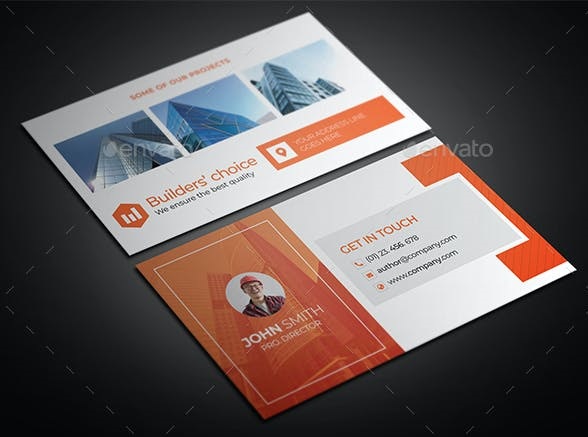 SOME OF OUR PROJECTS
Builders' choice
We ensure the best quality
YOUR ADDRESS LINE
GOES HERE
envato
envato
GET IN TOUCH
(01) 23. 456. 678
author@company.com
www.company.com
JOHN SMITH
PRO. DIRECTOR